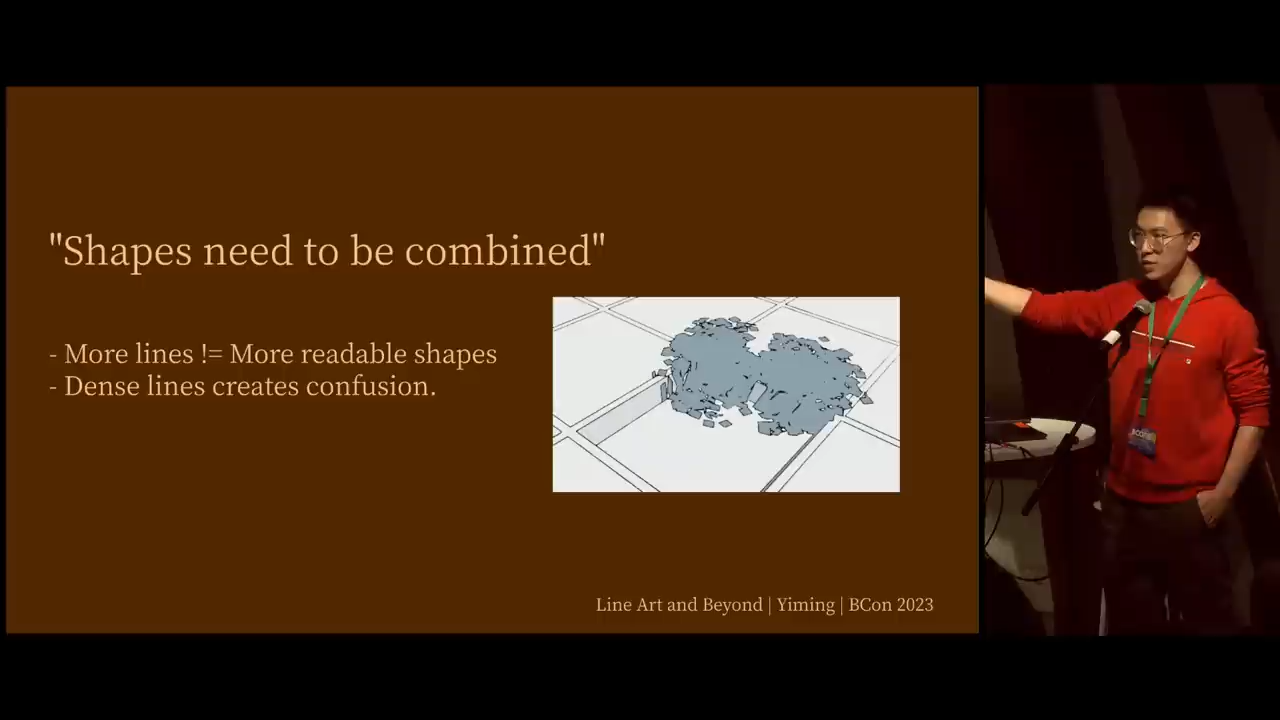 "Shapes need to be combined"
- More lines != More readable shapes
- Dense lines creates confusion.
Line Art and Beyond | Yiming | BCon 2023